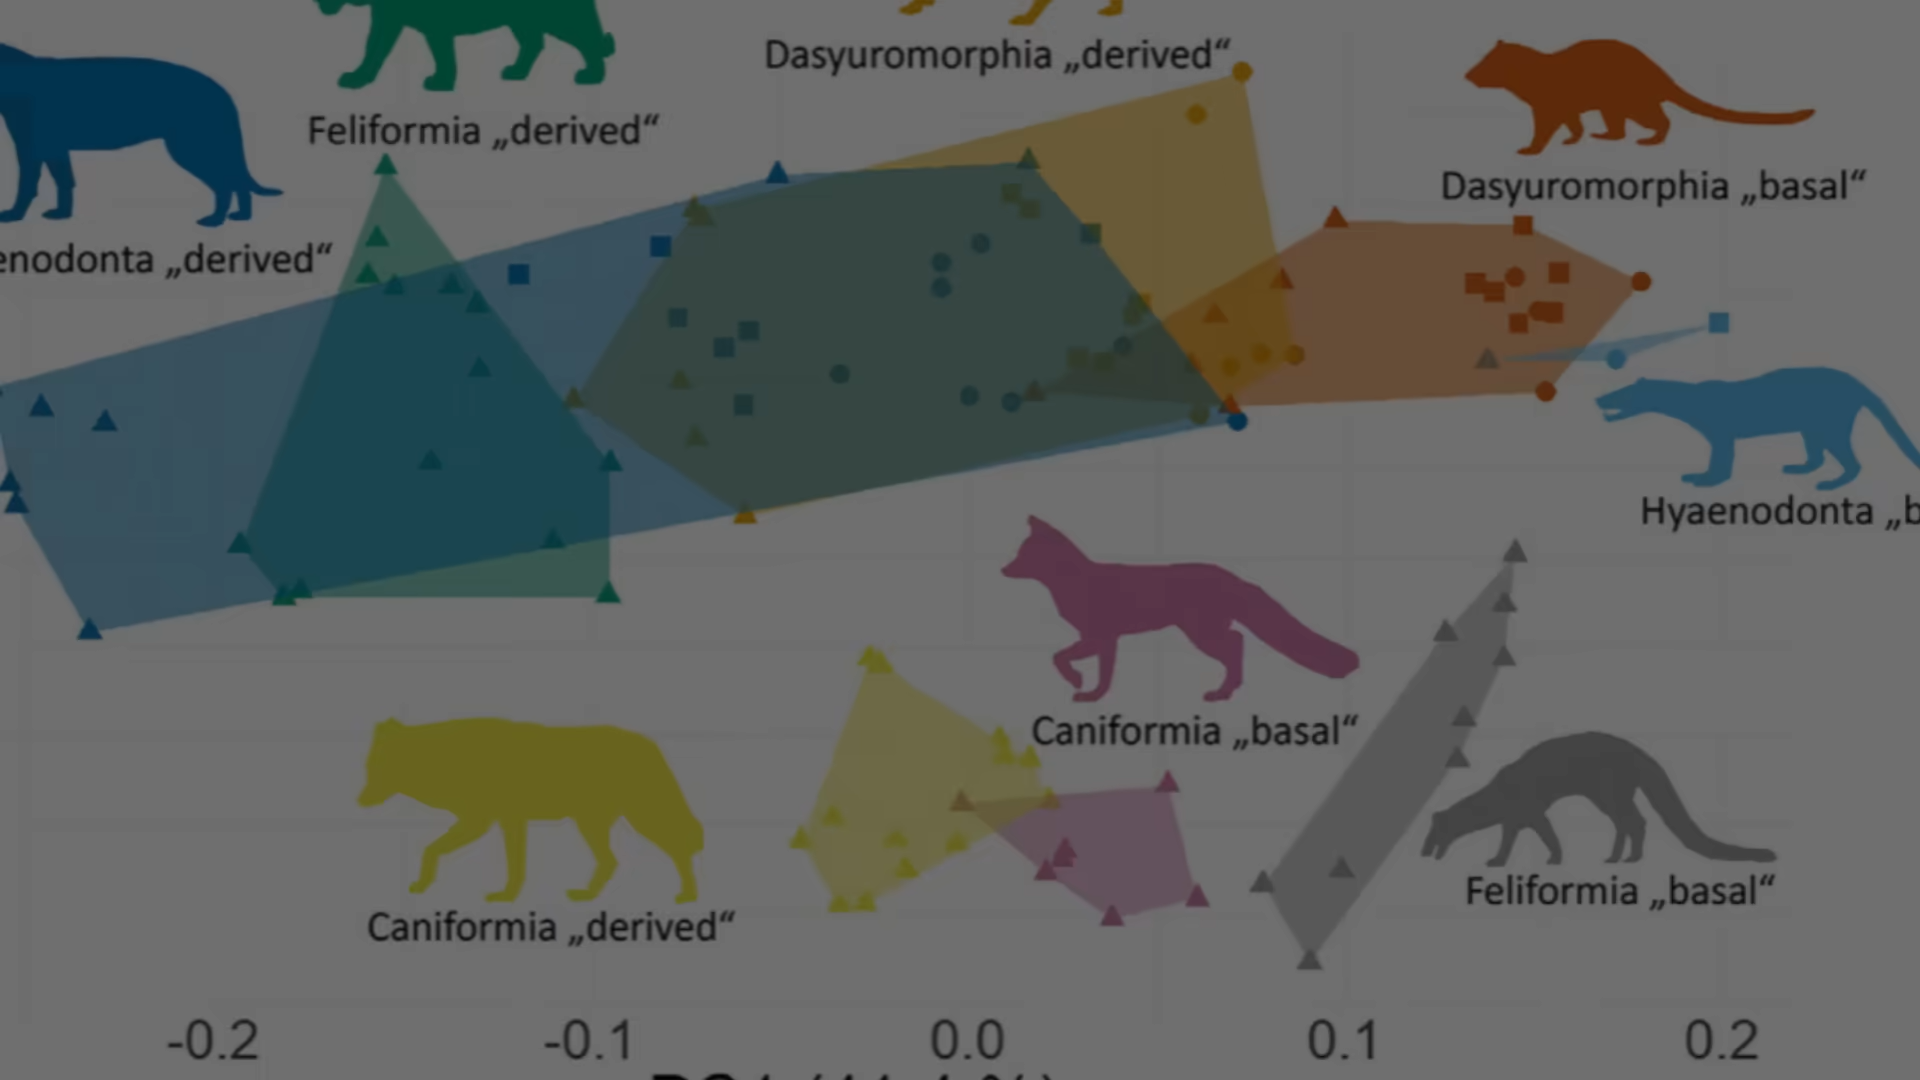 Dasyuromorphia „derived“
Feliformia „derived“
Dasyuromorphia „basal“
enodonta „derived“
Hyaenodonta „b
Caniformia „basal“
Feliformia „basal“
Caniformia „derived“
-0.2 -0.1 0.0 0.1 0.2